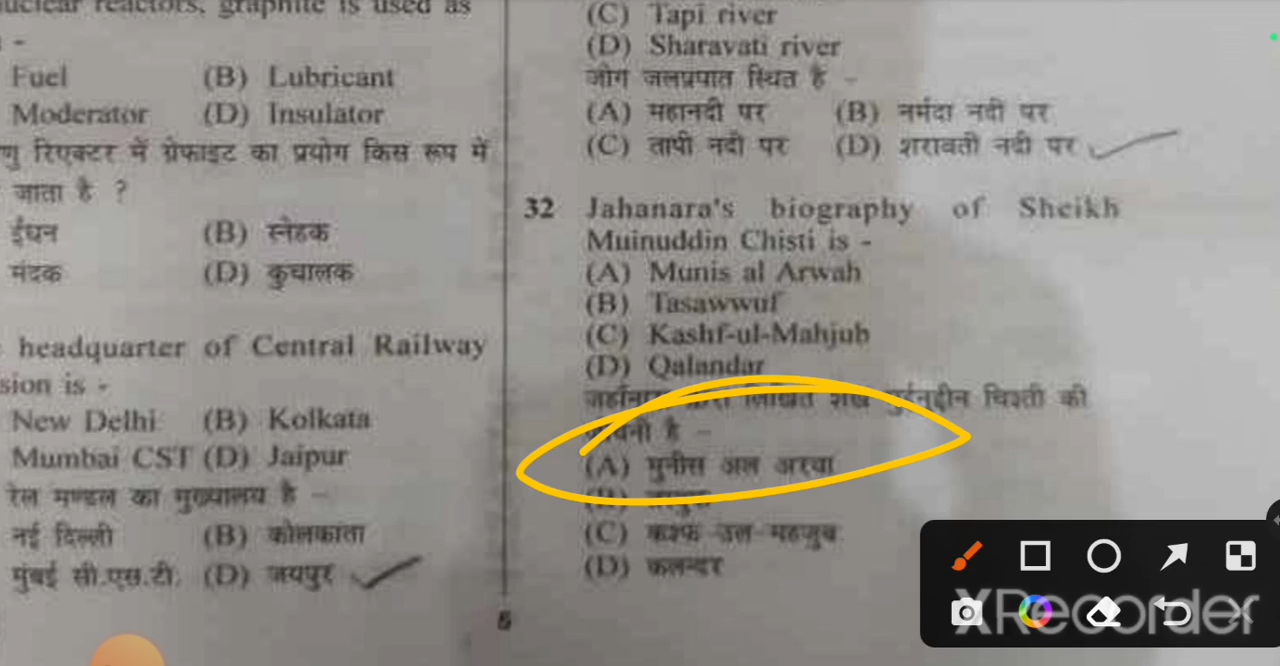 nuclear reactors, graphite is used as
-
Fuel (B) Lubricant
Moderator (D) Insulator
णु रिएक्टर में ग्रेफाइट का प्रयोग किस रूप में
जाता है ?
ईंधन (B) स्नेहक
मंदक (D) कुचालक
headquarter of Central Railway
sion is -
New Delhi (B) Kolkata
Mumbai CST (D) Jaipur
रेल मण्डल का मुख्यालय है –
नई दिल्ली (B) कोलकाता
मुंबई सी.एस.टी. (D) जयपुर
(C) Tapi river
(D) Sharavati river
जोग जलप्रपात स्थित है -
(A) महानदी पर (B) नर्मदा नदी पर
(C) तापी नदी पर (D) शरावती नदी पर
32 Jahanara's biography of Sheikh
Muinuddin Chisti is -
(A) Munis al Arwah
(B) Tasawwuf
(C) Kashf-ul-Mahjub
(D) Qalandar
लिखित शेख मुईनुद्दीन चिश्ती की
है –
(A) मुनीस अल अरवा
(B)
(C) कश्फ उल महजुब
(D) कलन्दर
5
XRecorder